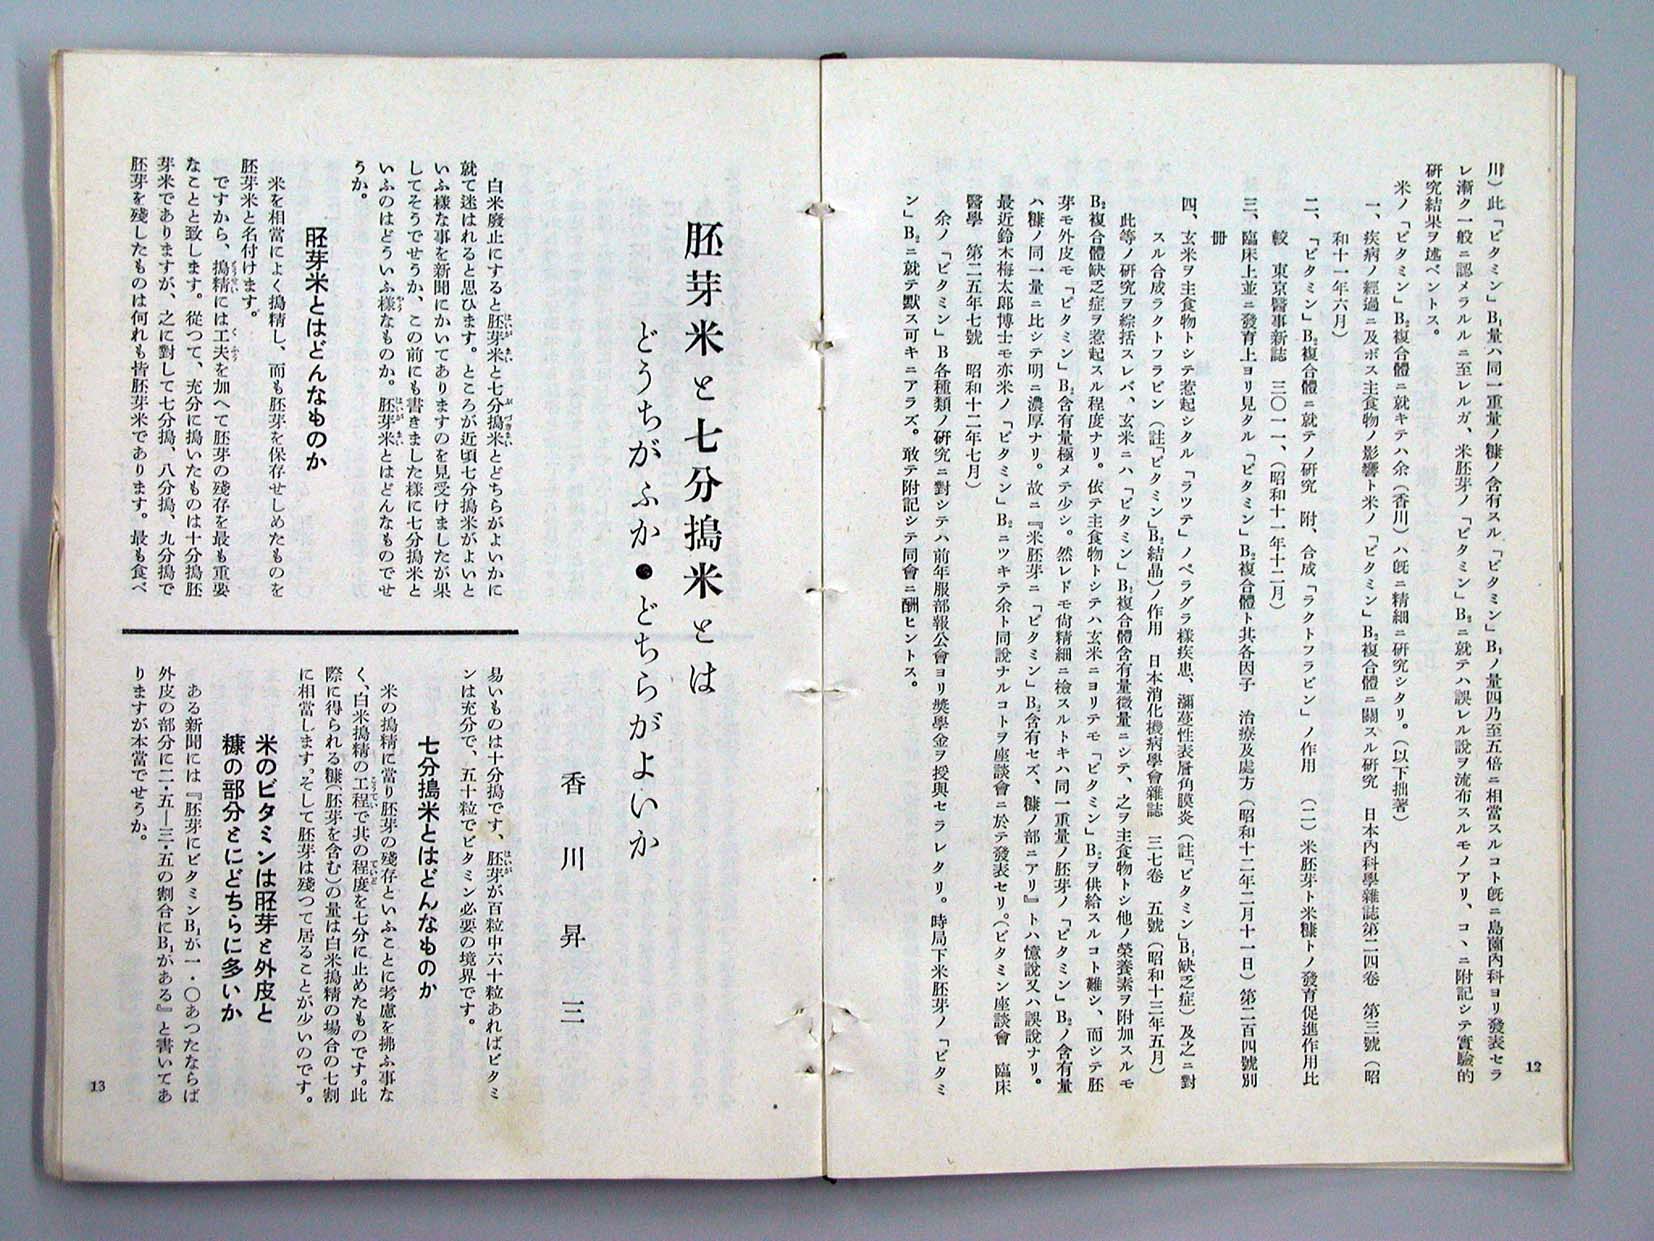 川）此「ビタミン」B₁量ハ同一重量ノ糠ノ含有スル「ビタミン」B₁ノ量四乃至五倍ニ相當スルコト旣ニ島薗內科ヨリ發表セラ
レ漸ク一般ニ認メラルルニ至レルガ、米胚芽ノ「ビタミン」B₂ニ就テハ誤レル說ヲ流布スルモノアリ、コヽニ附記シテ實驗的
硏究結果ヲ述ベントス。
米ノ「ビタミン」B₂複合體ニ就キテハ余（香川）ハ旣ニ精細ニ硏究シタリ。（以下拙著）
一、疾病ノ經過ニ及ボス主食物ノ影響ト米ノ「ビタミン」B₂複合體ニ關スル硏究　日本內科學雜誌第二四卷　第三號（昭
和十一年六月）
二、「ビタミン」B₂複合體ニ就テノ硏究　附、合成「ラクトフラビン」ノ作用　（二）米胚芽ト米糠トノ發育促進作用比
較　東京醫事新誌　三〇一一、（昭和十一年十二月）
三、臨床上並ニ發育上ヨリ見タル「ビタミン」B₂複合體ト其各因子　治療及處方（昭和十二年二月十一日）第二百四號別
冊
四、玄米ヲ主食物トシテ惹起シタル「ラツテ」ノペラグラ樣疾患、瀰蔓性表層角膜炎（註「ビタミン」B₂缺乏症）及之ニ對
スル合成ラクトフラビン（註「ビタミン」B₂結晶）ノ作用　日本消化機病學會雜誌　三七卷　五號（昭和十三年五月）
此等ノ硏究ヲ綜括スレバ、玄米ニハ「ビタミン」B₂複合體含有量微量ニシテ、之ヲ主食物トシ他ノ榮養素ヲ附加スルモ
B₂複合體缺乏症ヲ惹起スル程度ナリ。依テ主食物トシテハ玄米ニヨリテモ「ビタミン」B₂ヲ供給スルコト難シ、而シテ胚
芽モ外皮モ「ビタミン」B₂含有量極メテ少シ。然レドモ尙精細ニ檢スルトキハ同一重量ノ胚芽ノ「ビタミン」B₂ノ含有量
ハ糠ノ同一量ニ比シテ明ニ濃厚ナリ。故ニ『米胚芽ニ「ビタミン」B₂含有セズ、糠ノ部ニアリ』トハ憶說又ハ誤說ナリ。
最近鈴木梅太郞博士モ亦米ノ「ビタミン」B₂ニツキテ余ト同說ナルコトヲ座談會ニ於テ發表セリ。（ビタミン座談會　臨床
醫學　第二五年七號　昭和十二年七月）
余ノ「ビタミン」B各種類ノ硏究ニ對シテハ前年服部報公會ヨリ奬學金ヲ授與セラレタリ。時局下米胚芽ノ「ビタミ
ン」B₂ニ就テ默ス可キニアラズ。敢テ附記シテ同會ニ酬ヒントス。
12
胚芽米と七分搗米とは
どうちがふか●どちらがよいか
香川昇三
白米廢止にすると胚芽米と七分搗米とどちらがよいかに
就て迷はれると思ひます。ところが近頃七分搗米がよいと
いふ樣な事を新聞にかいてありますのを見受けましたが果
してそうでせうか、この前にも書きました樣に七分搗米と
いふのはどういふ樣なものか。胚芽米とはどんなものでせ
うか。
胚芽米とはどんなものか
米を相當によく搗精し、而も胚芽を保存せしめたものを
胚芽米と名付けます。
ですから、搗精には工夫を加へて胚芽の殘存を最も重要
なことと致します。從つて、充分に搗いたものは十分搗胚
芽米でありますが、之に對して七分搗、八分搗、九分搗で
胚芽を殘したものは何れも皆胚芽米であります。最も食べ
易いものは十分搗です、胚芽が百粒中六十粒あればビタミ
ンは充分で、五十粒でビタミン必要の境界です。
七分搗米とはどんなものか
米の搗精に當り胚芽の殘存といふことに考慮を拂ふ事な
く、白米搗精の工程で其の程度を七分に止めたものです。此
際に得られる糠（胚芽を含む）の量は白米搗精の場合の七割
に相當します。そして胚芽は殘つて居ることが少いのです。
米のビタミンは胚芽と外皮と
糠の部分とにどちらに多いか
ある新聞には『胚芽にビタミンB₁が一・〇あつたならば
外皮の部分に二・五―三・五の割合にB₁がある』と書いてあ
りますが本當でせうか。
13